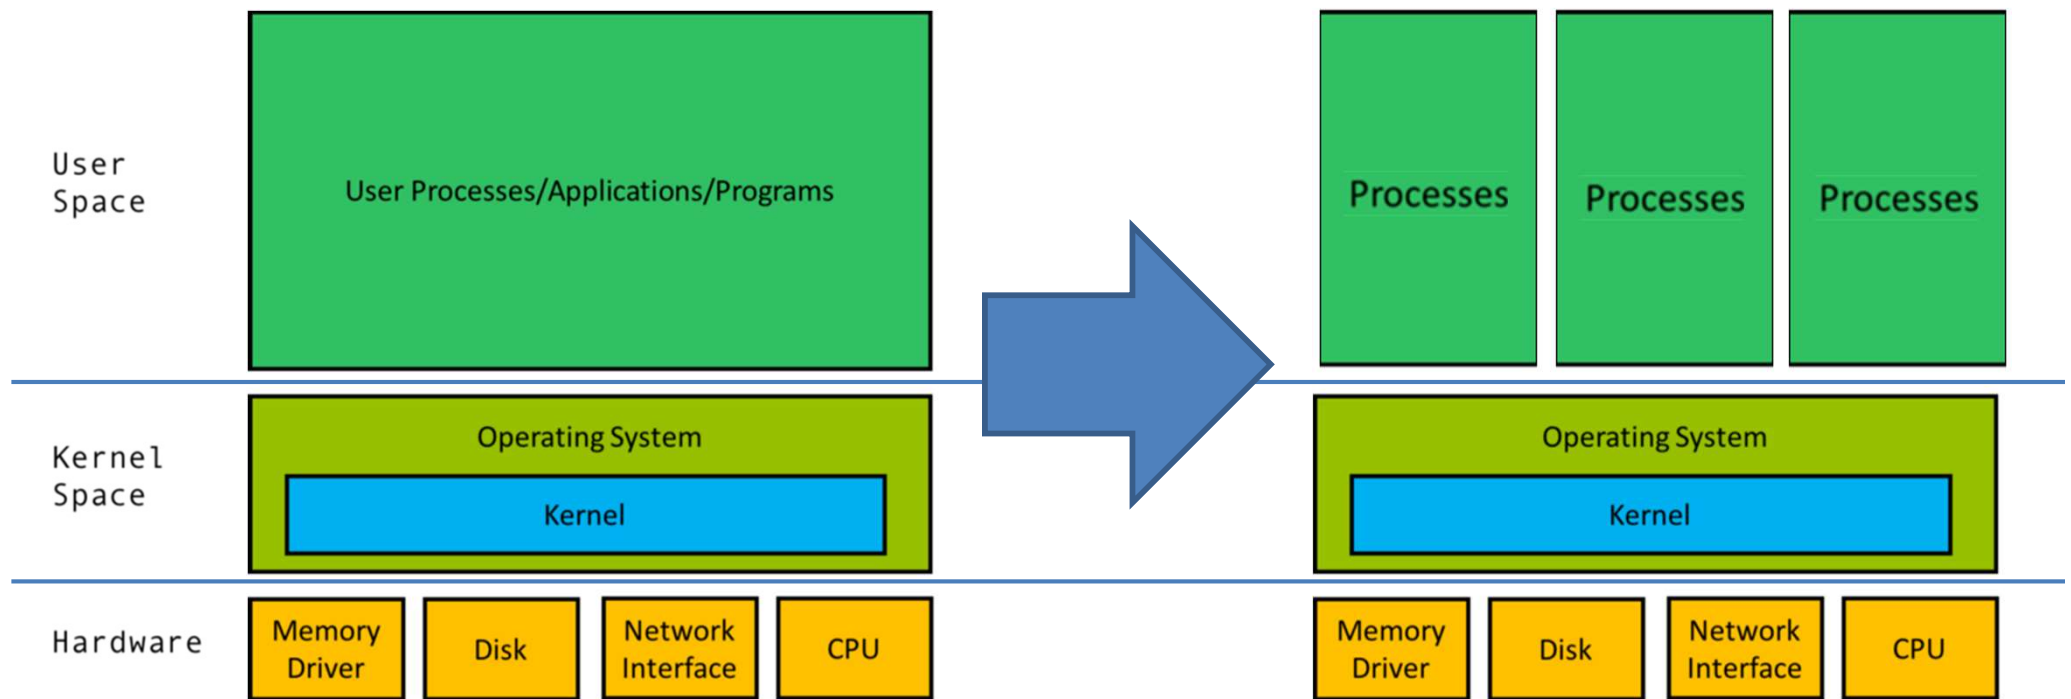 User
Space
User Processes/Applications/Programs
Processes
Processes
Processes
Kernel
Space
Operating System
Kernel
Operating System
Kernel
Hardware
Memory
Driver
Disk
Network
Interface
CPU
Memory
Driver
Disk
Network
Interface
CPU